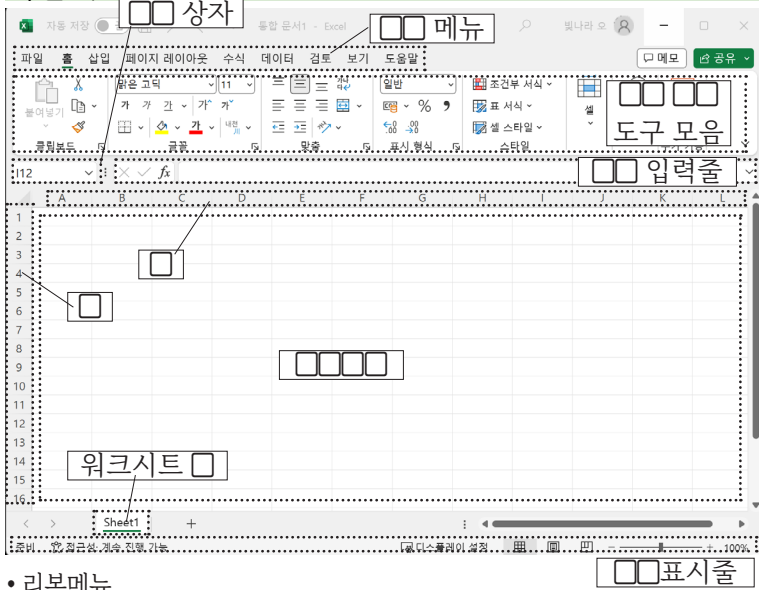 □□ 상자
자동 저장
통합 문서1 - Excel
□□ 메뉴
빛나라 오
파일 홈 삽입 페이지 레이아웃 수식 데이터 검토 보기 도움말
메모 공유
붙여넣기
맑은 고딕 11
가 가 가 가 가
가 내천
일반
% 9
조건부 서식
표 서식
셀 스타일
셀
□□ □□
도구 모음
클립보드 글꼴 맞춤 표시 형식 스타일
I12 fx
□□ 입력줄
A B C D E F G H I J K L
1
2
3
□
4
5
□
6
7
8
9
□□□□
10
11
12
13
14
워크시트 □
15
16
Sheet1 +
준비 접근성: 계속 진행 가능 디스플레이 설정 - + 100%
□□표시줄
• 리본메뉴